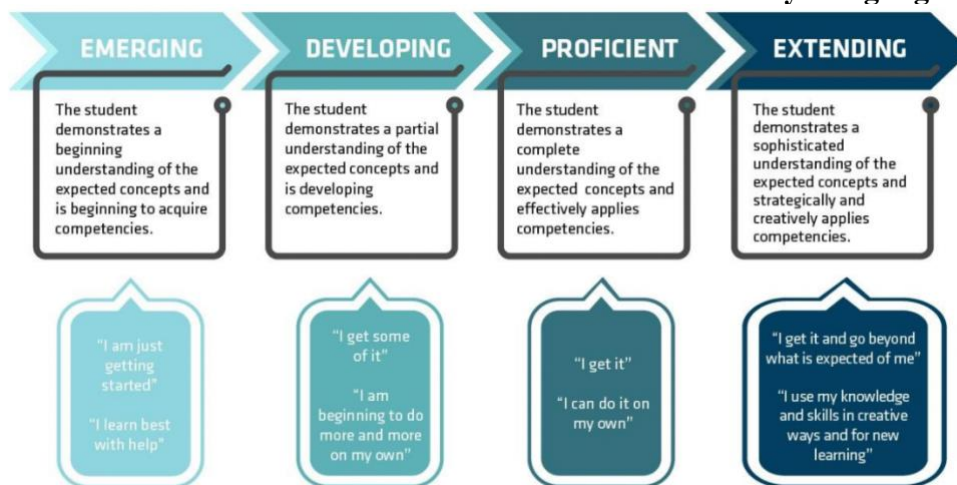 EMERGING
The student
demonstrates a
beginning
understanding of the
expected concepts and
is beginning to acquire
competencies.
DEVELOPING
The student
demonstrates a partial
understanding of the
expected concepts and
is developing
competencies.
PROFICIENT
The student
demonstrates a
complete
understanding of the
expected concepts and
effectively applies
competencies.
EXTENDING
The student
demonstrates a
sophisticated
understanding of the
expected concepts and
strategically and
creatively applies
competencies.
“I am just
getting
started”
“I learn best
with help”
“I get some
of it”
“I am
beginning to do
more and more
on my own”
“I get it”
“I can do it on
my own”
“I get it and go beyond
what is expected of me”
“I use my knowledge
and skills in creative
ways and for new
learning”